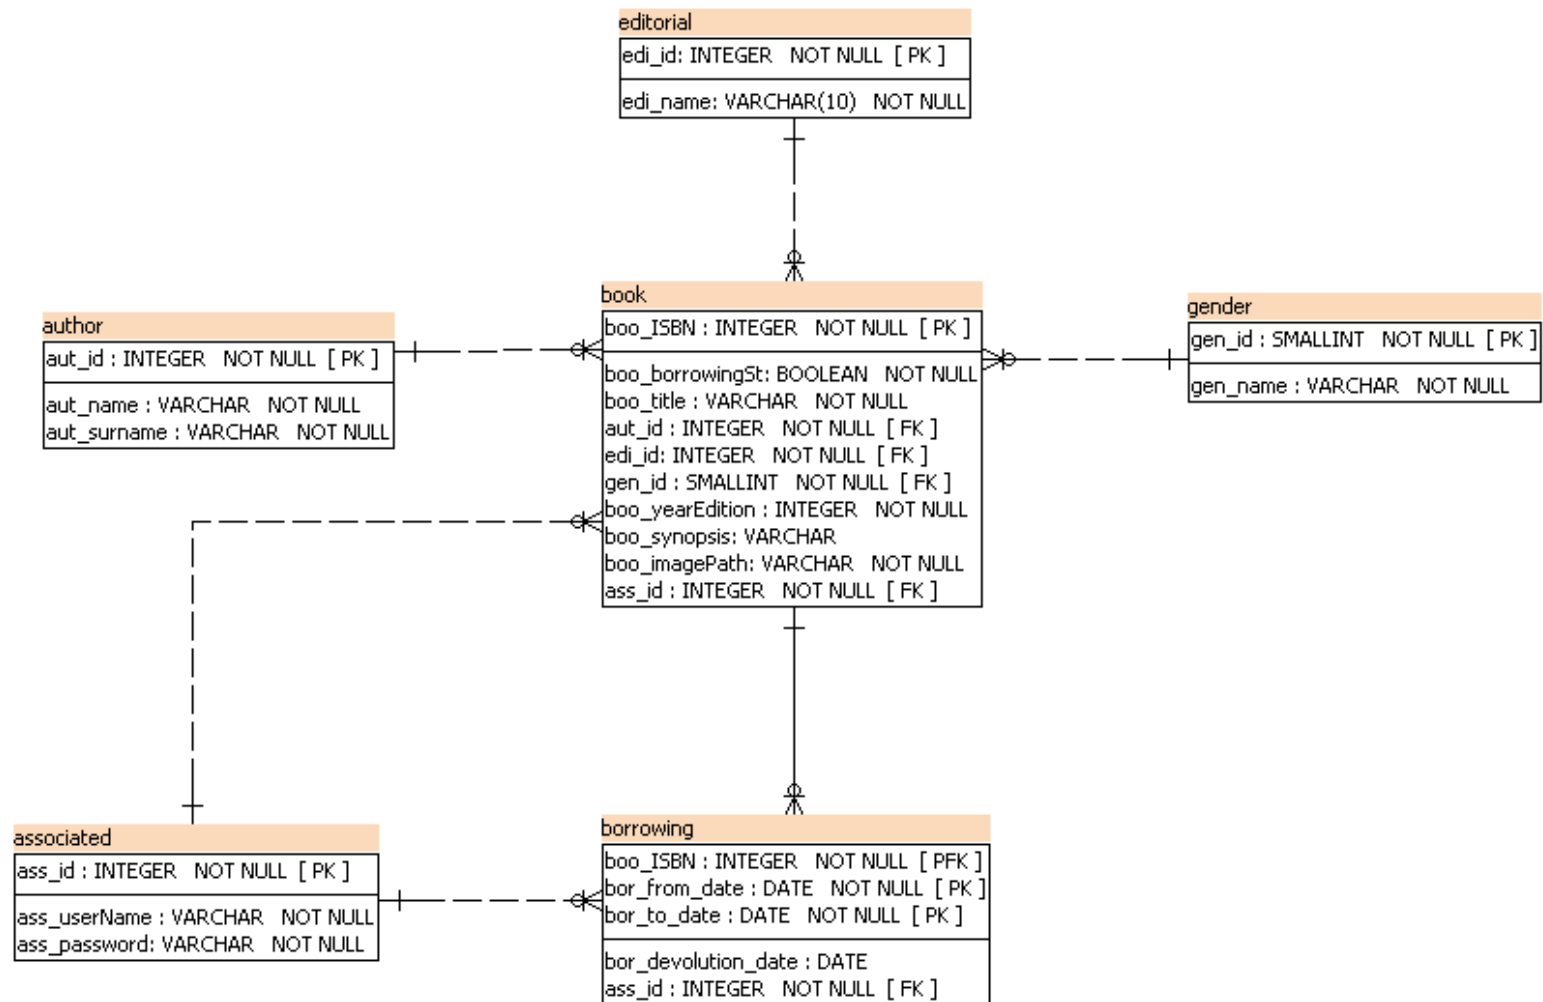 editorial
edi_id: INTEGER NOT NULL [ PK ]
edi_name: VARCHAR(10) NOT NULL
book
boo_ISBN : INTEGER NOT NULL [ PK ]
boo_borrowingSt: BOOLEAN NOT NULL
boo_title : VARCHAR NOT NULL
aut_id : INTEGER NOT NULL [ FK ]
edi_id: INTEGER NOT NULL [ FK ]
gen_id : SMALLINT NOT NULL [ FK ]
boo_yearEdition : INTEGER NOT NULL
boo_synopsis: VARCHAR
boo_imagePath: VARCHAR NOT NULL
ass_id : INTEGER NOT NULL [ FK ]
gender
gen_id : SMALLINT NOT NULL [ PK ]
gen_name : VARCHAR NOT NULL
author
aut_id : INTEGER NOT NULL [ PK ]
aut_name : VARCHAR NOT NULL
aut_surname : VARCHAR NOT NULL
associated
ass_id : INTEGER NOT NULL [ PK ]
ass_userName : VARCHAR NOT NULL
ass_password: VARCHAR NOT NULL
borrowing
boo_ISBN : INTEGER NOT NULL [ PFK ]
bor_from_date : DATE NOT NULL [ PK ]
bor_to_date : DATE NOT NULL [ PK ]
bor_devolution_date : DATE
ass_id : INTEGER NOT NULL [ FK ]